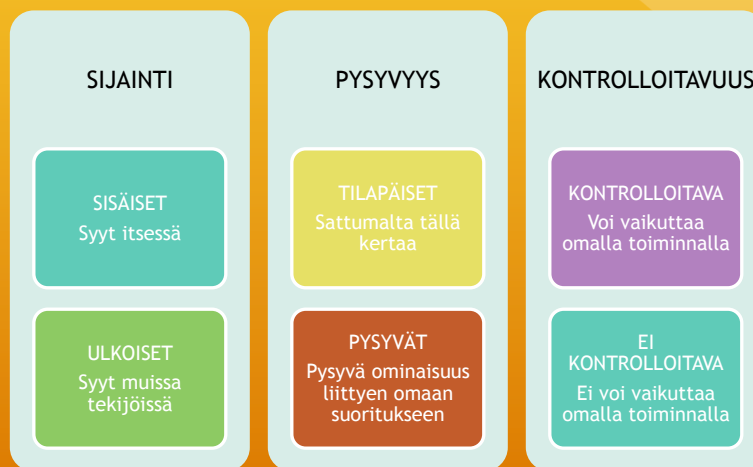 SIJAINTI
SISÄISET
Syyt itsessä
ULKOISET
Syyt muissa
tekijöissä
PYSYVYYS
TILAPÄISET
Sattumalta tällä
kertaa
PYSYVÄT
Pysyvä ominaisuus
liittyen omaan
suoritukseen
KONTROLLOITAVUUS
KONTROLLOITAVA
Voi vaikuttaa
omalla toiminnalla
EI
KONTROLLOITAVA
Ei voi vaikuttaa
omalla toiminnalla